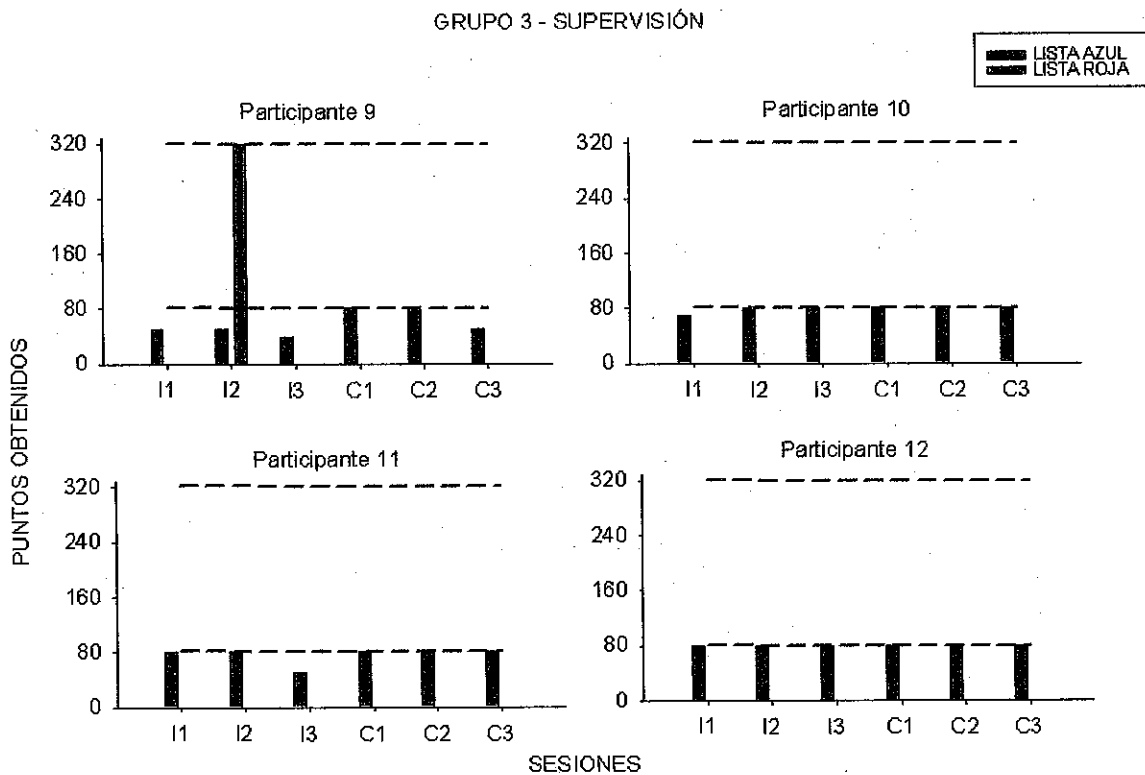 GRUPO 3 - SUPERVISIÓN
LISTA AZUL
LISTA ROJA
Participante 9
320
240
160
80
0
I1 I2 I3 C1 C2 C3
Participante 10
320
240
160
80
0
I1 I2 I3 C1 C2 C3
PUNTOS OBTENIDOS
Participante 11
320
240
160
80
0
I1 I2 I3 C1 C2 C3
Participante 12
320
240
160
80
0
I1 I2 I3 C1 C2 C3
SESIONES